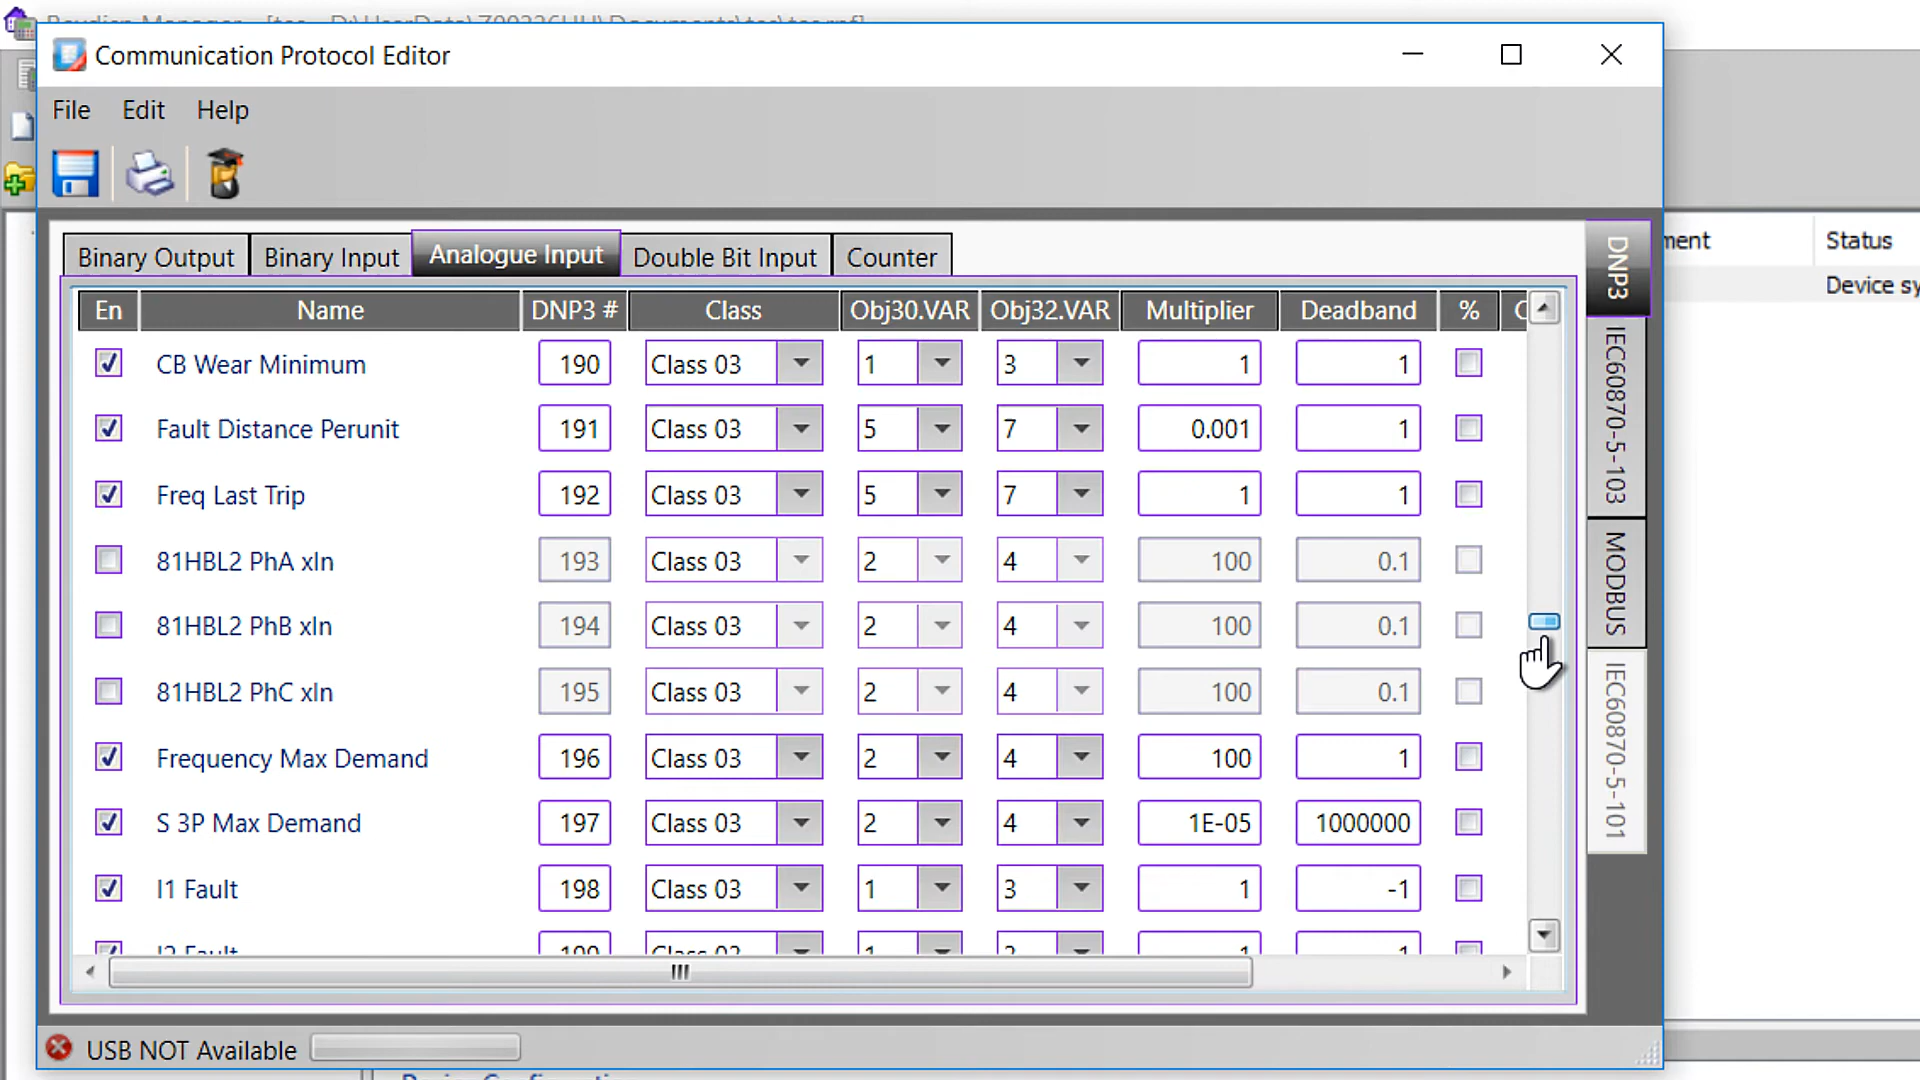 Communication Protocol Editor
File Edit Help
ment Status
Device sy
Binary Output Binary Input Analogue Input Double Bit Input Counter
DNP3
IEC60870-5-103
MODBUS
IEC60870-5-101
En Name DNP3 # Class Obj30.VAR Obj32.VAR Multiplier Deadband %
CB Wear Minimum 190 Class 03 1 3 1 1
Fault Distance Perunit 191 Class 03 5 7 0.001 1
Freq Last Trip 192 Class 03 5 7 1 1
81HBL2 PhA xIn 193 Class 03 2 4 100 0.1
81HBL2 PhB xIn 194 Class 03 2 4 100 0.1
81HBL2 PhC xIn 195 Class 03 2 4 100 0.1
Frequency Max Demand 196 Class 03 2 4 100 1
S 3P Max Demand 197 Class 03 2 4 1E-05 1000000
I1 Fault 198 Class 03 1 3 1 -1
USB NOT Available